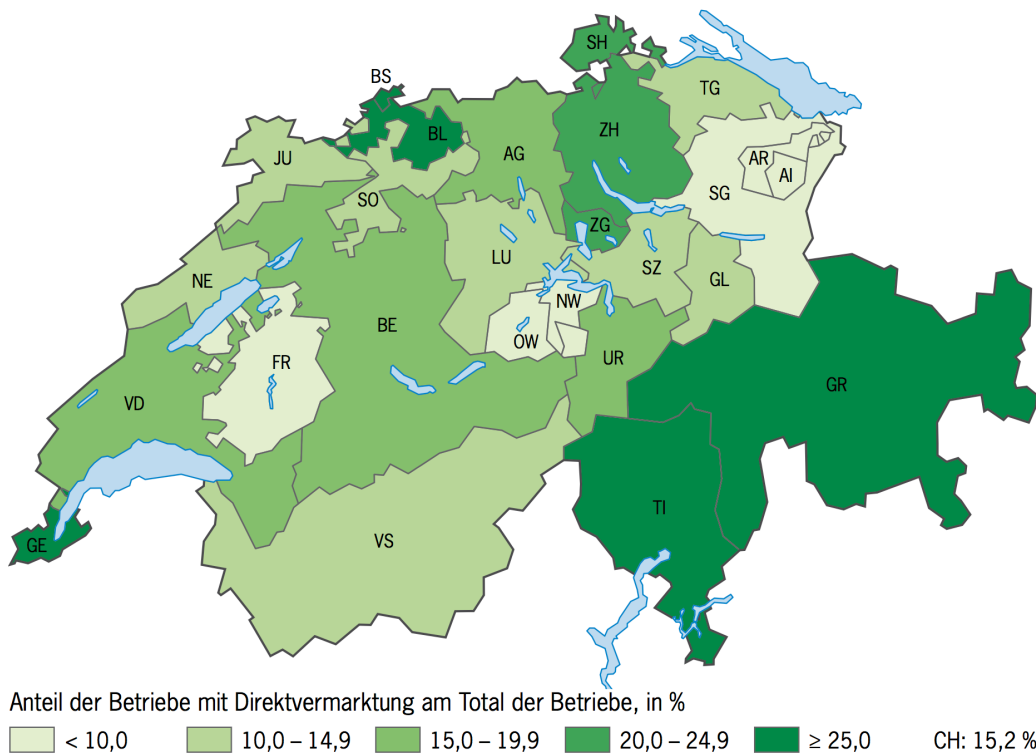 SH
BS
TG
BL
ZH
AG
JU
AR
AI
SG
SO
ZG
LU
SZ
NE
GL
NW
BE
OW
UR
FR
GR
VD
TI
VS
GE
Anteil der Betriebe mit Direktvermarktung am Total der Betriebe, in %
< 10,0 10,0 – 14,9 15,0 – 19,9 20,0 – 24,9 ≥ 25,0 CH: 15,2 %